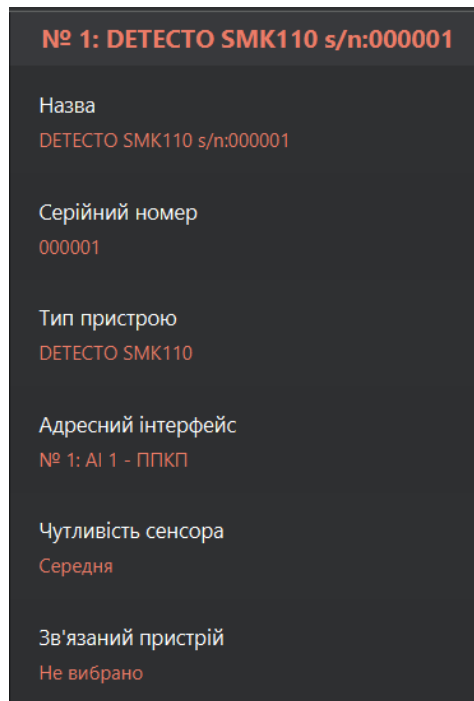 № 1: DETECTO SMK110 s/n:000001
Назва
DETECTO SMK110 s/n:000001
Серійний номер
000001
Тип пристрою
DETECTO SMK110
Адресний інтерфейс
№ 1: АІ 1 - ППКП
Чутливість сенсора
Середня
Зв'язаний пристрій
Не вибрано